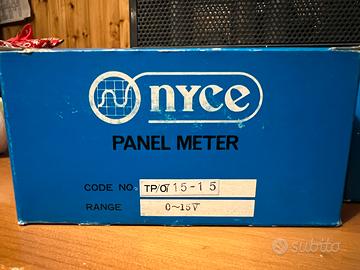 nyce
PANEL METER
CODE NO. TP/OT15-15
RANGE 0~15V
subito